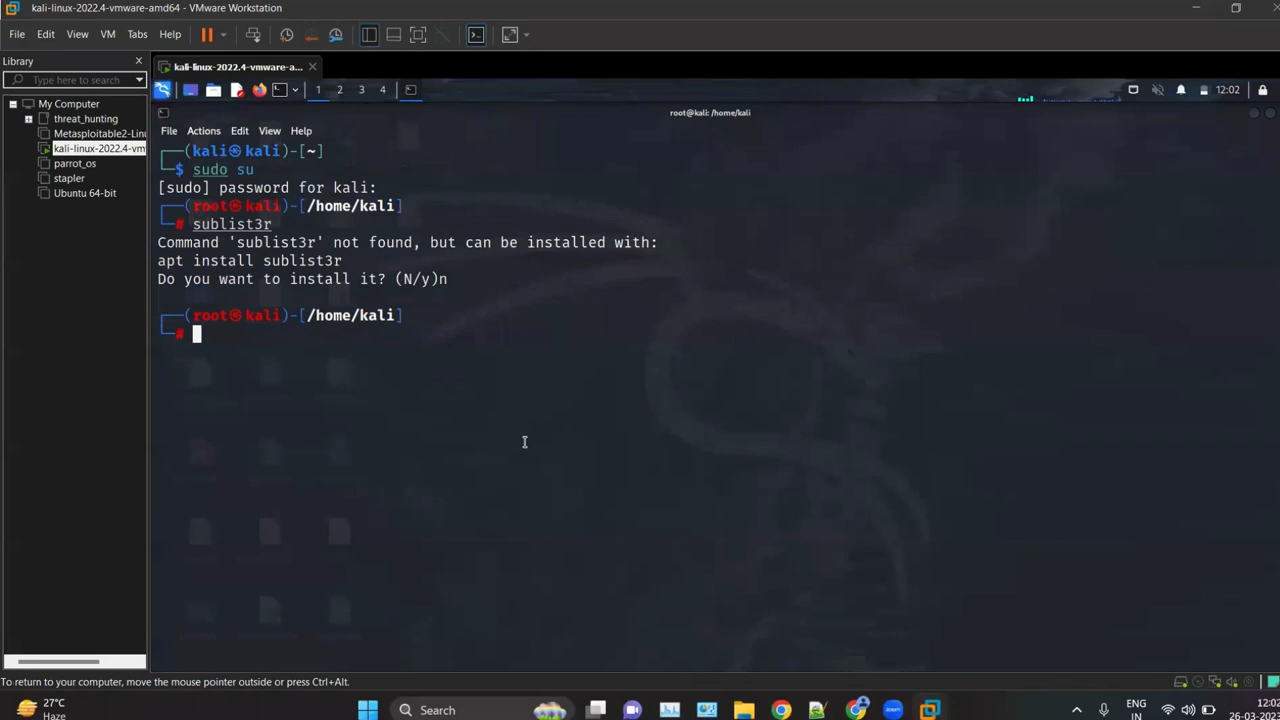 kali-linux-2022.4-vmware-amd64 - VMware Workstation
File Edit View VM Tabs Help
Library
Type here to search
My Computer
threat_hunting
Metasploitable2-Linu
kali-linux-2022.4-vm
parrot_os
stapler
Ubuntu 64-bit
kali-linux-2022.4-vmware-a...
1 2 3 4
12:02
root@kali: /home/kali
File Actions Edit View Help
┌──(kali㉿kali)-[~]
└─$ sudo su
[sudo] password for kali:
┌──(root㉿kali)-[/home/kali]
└─# sublist3r
Command 'sublist3r' not found, but can be installed with:
apt install sublist3r
Do you want to install it? (N/y)n
┌──(root㉿kali)-[/home/kali]
└─#
To return to your computer, move the mouse pointer outside or press Ctrl+Alt.
27°C
Haze
Search
ENG
IN
12:02
26-03-2023